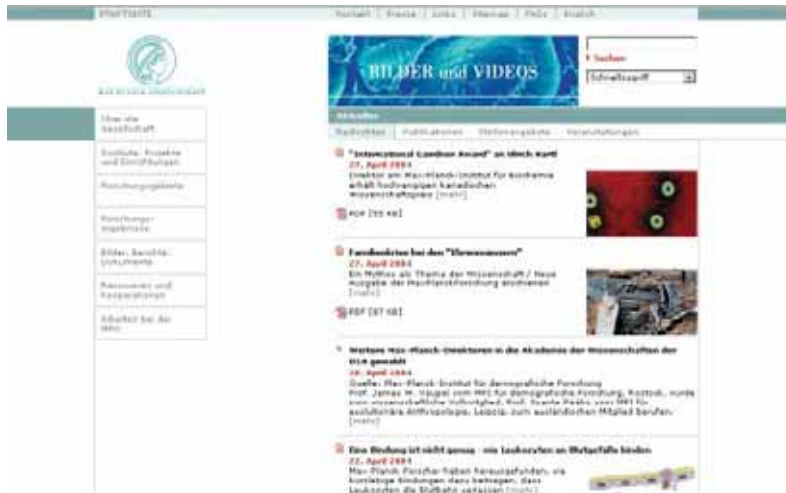 STARTSEITE
Kontakt | Presse | Links | Sitemap | FAQs | English
BILDER und VIDEOS
Suchen
Schnellzugriff
MAX-PLANCK-GESELLSCHAFT
Aktuelles
Nachrichten Publikationen Stellenangebote Veranstaltungen
Über die
Gesellschaft
Institute, Projekte
und Einrichtungen
Forschungsgebiete
Forschungs-
ergebnisse
Bilder, Berichte,
Dokumente
Ressourcen und
Kooperationen
Arbeiten bei der
MPG
"International Gairdner Award" an Ulrich Hartl
27. April 2004
Direktor am Max-Planck-Institut für Biochemie
erhält hochrangigen kanadischen
Wissenschaftspreis [mehr]
PDF [55 KB]
Familienfeier bei den
27. April 2004
Ein Mythos als Thema der Wissenschaft / Neue
Ausgabe der MaxPlanckForschung erschienen
[mehr]
PDF [87 KB]
Weitere Max-Planck-Direktoren in die Akademie der Wissenschaften der
USA gewählt
April 2004
Quelle: Max-Planck-Institut für demografische Forschung
Prof. James W. Vaupel vom MPI für demografische Forschung, Rostock, wurde
zum wissenschaftliche Vollmitglied, Prof. Svante Pääbo vom MPI für
evolutionäre Anthropologie, Leipzig, zum ausländischen Mitglied berufen.
[mehr]
Eine Bindung ist nicht genug - wie Leukozyten an Blutgefäße binden
22. April 2004
Max-Planck-Forscher haben herausgefunden, wie
kurzlebige Bindungen dazu beitragen, dass
Leukozyten die Blutbahn verlassen [mehr]